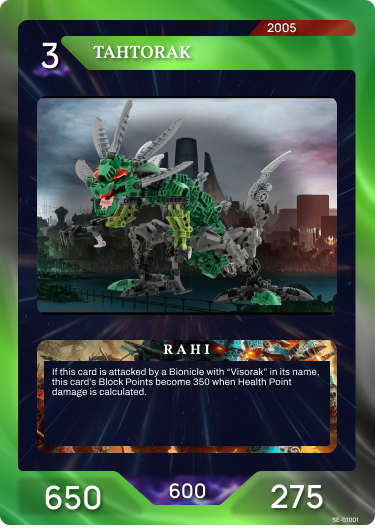 2005
3
TAHTORAK
RAHI
If this card is attacked by a Bionicle with “Visorak” in its name,
this card's Block Points become 350 when Health Point
damage is calculated.
650
600
275
SE-01001